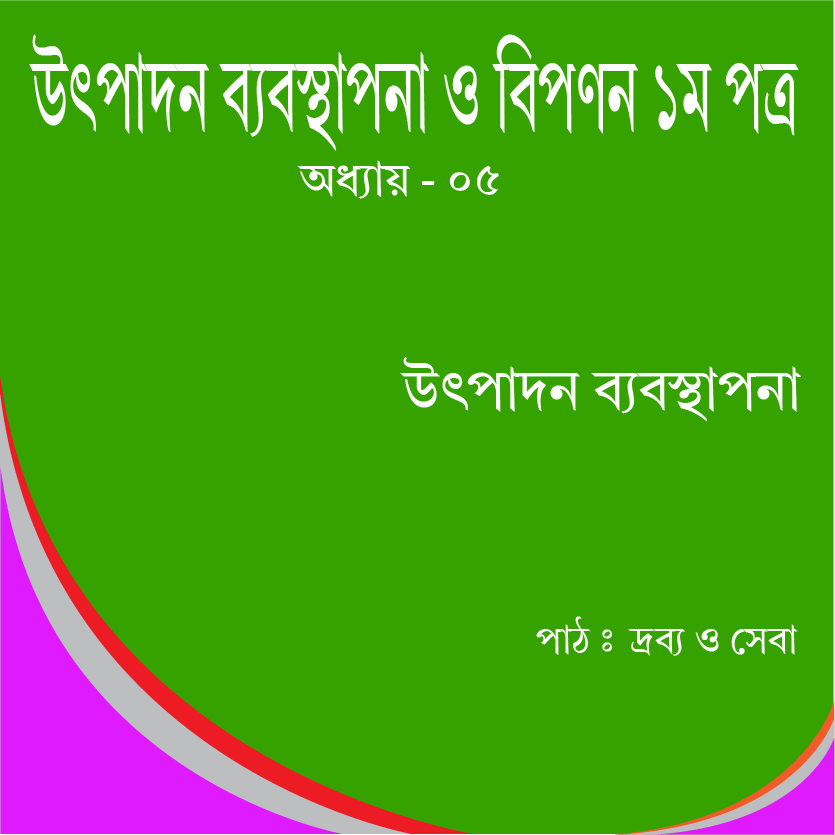 উৎপাদন ব্যবস্থাপনা ও বিপণন ১ম পত্র
অধ্যায় - ০৫
উৎপাদন ব্যবস্থাপনা
পাঠ ঃ দ্রব্য ও সেবা